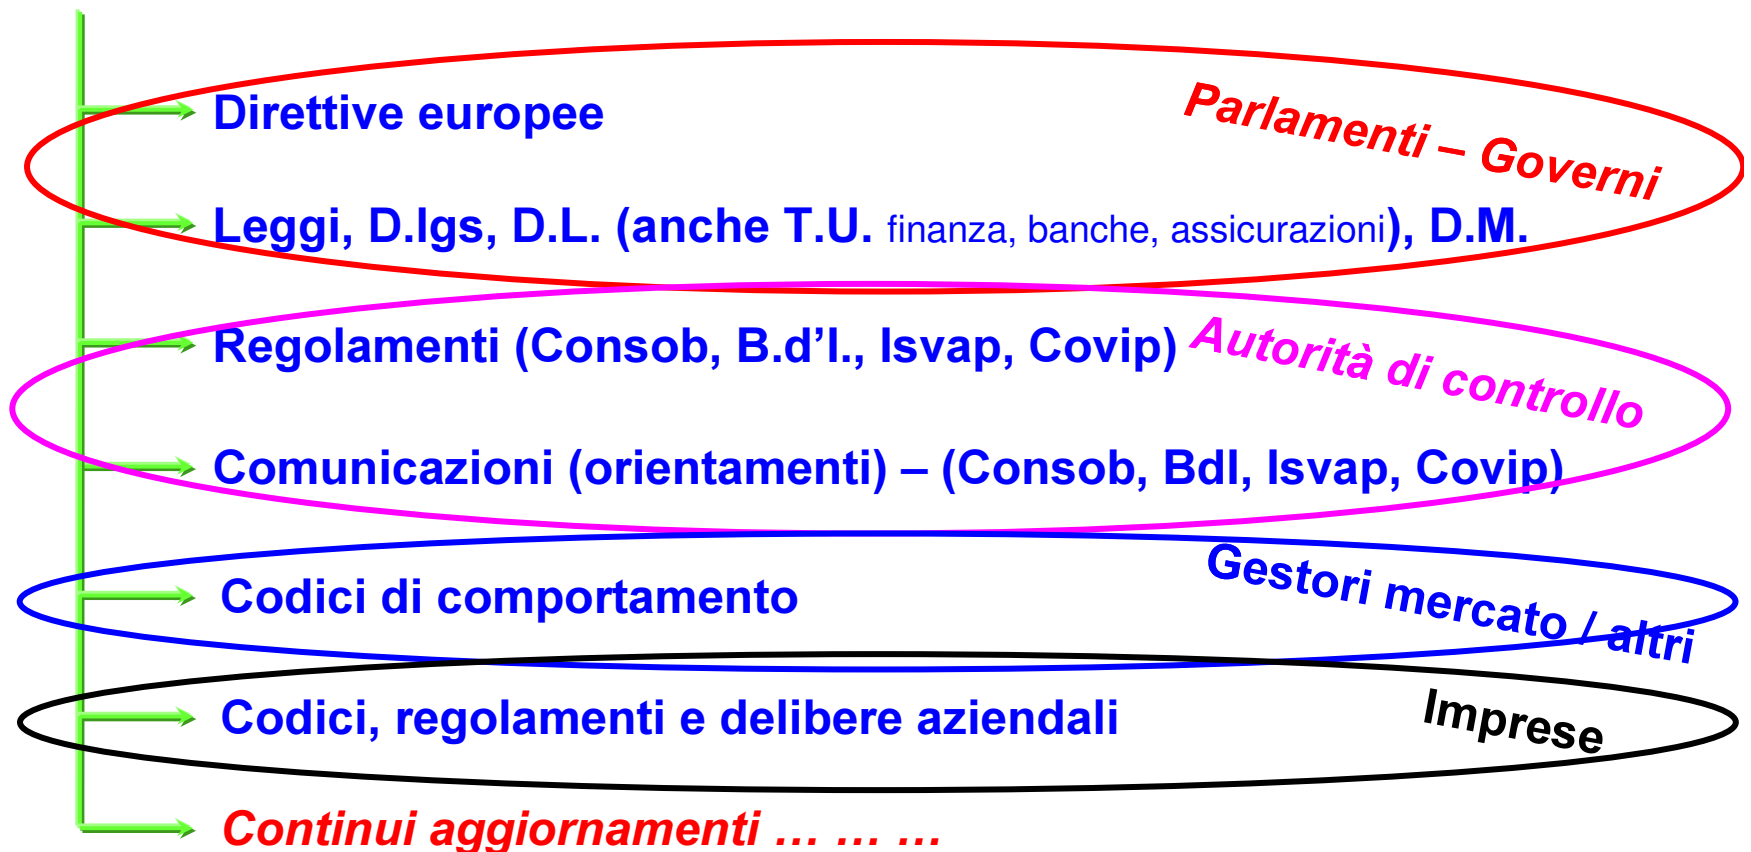 Direttive europee
Parlamenti – Governi
Leggi, D.lgs, D.L. (anche T.U. finanza, banche, assicurazioni), D.M.
Regolamenti (Consob, B.d'I., Isvap, Covip)
Autorità di controllo
Comunicazioni (orientamenti) – (Consob, BdI, Isvap, Covip)
Codici di comportamento
Gestori mercato / altri
Codici, regolamenti e delibere aziendali
Imprese
Continui aggiornamenti … … …